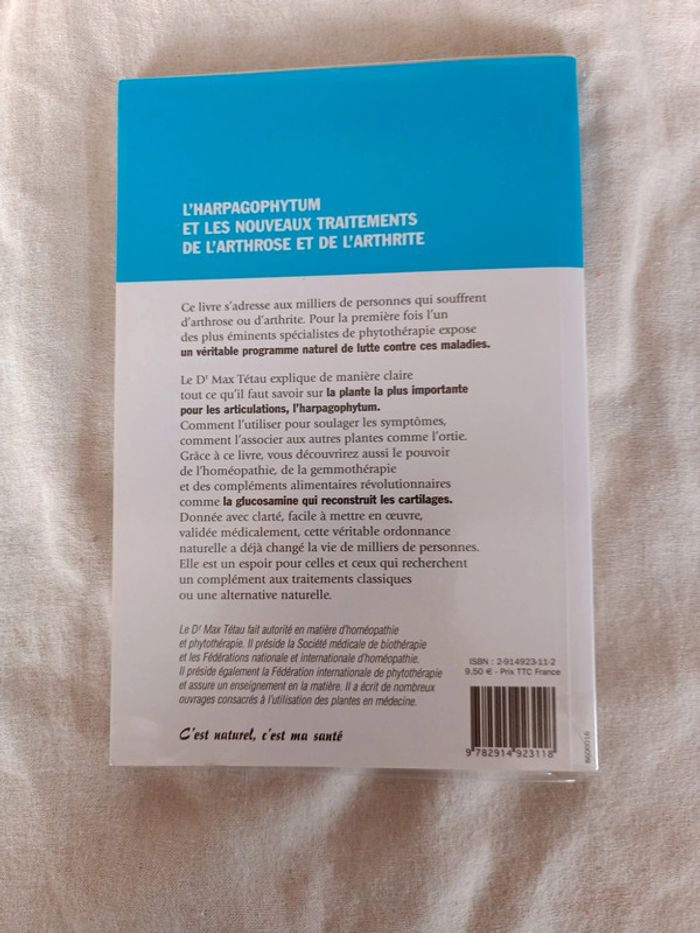 L'HARPAGOPHYTUM
ET LES NOUVEAUX TRAITEMENTS
DE L'ARTHROSE ET DE L'ARTHRITE
Ce livre s'adresse aux milliers de personnes qui souffrent
d'arthrose ou d'arthrite. Pour la première fois l'un
des plus éminents spécialistes de phytothérapie expose
un véritable programme naturel de lutte contre ces maladies.
Le Dr Max Tétau explique de manière claire
tout ce qu'il faut savoir sur la plante la plus importante
pour les articulations, l'harpagophytum.
Comment l'utiliser pour soulager les symptômes,
comment l'associer aux autres plantes comme l'ortie.
Grâce à ce livre, vous découvrirez aussi le pouvoir
de l'homéopathie, de la gemmothérapie
et des compléments alimentaires révolutionnaires
comme la glucosamine qui reconstruit les cartilages.
Donnée avec clarté, facile à mettre en œuvre,
validée médicalement, cette véritable ordonnance
naturelle a déjà changé la vie de milliers de personnes.
Elle est un espoir pour celles et ceux qui recherchent
un complément aux traitements classiques
ou une alternative naturelle.
Le Dr Max Tétau fait autorité en matière d'homéopathie
et phytothérapie. Il préside la Société médicale de biothérapie
et les Fédérations nationale et internationale d'homéopathie.
Il préside également la Fédération internationale de phytothérapie
et assure un enseignement en la matière. Il a écrit de nombreux
ouvrages consacrés à l'utilisation des plantes en médecine.
C'est naturel, c'est ma santé
ISBN : 2-914923-11-2
9,50 € - Prix TTC France
9 782914 923118
8600016